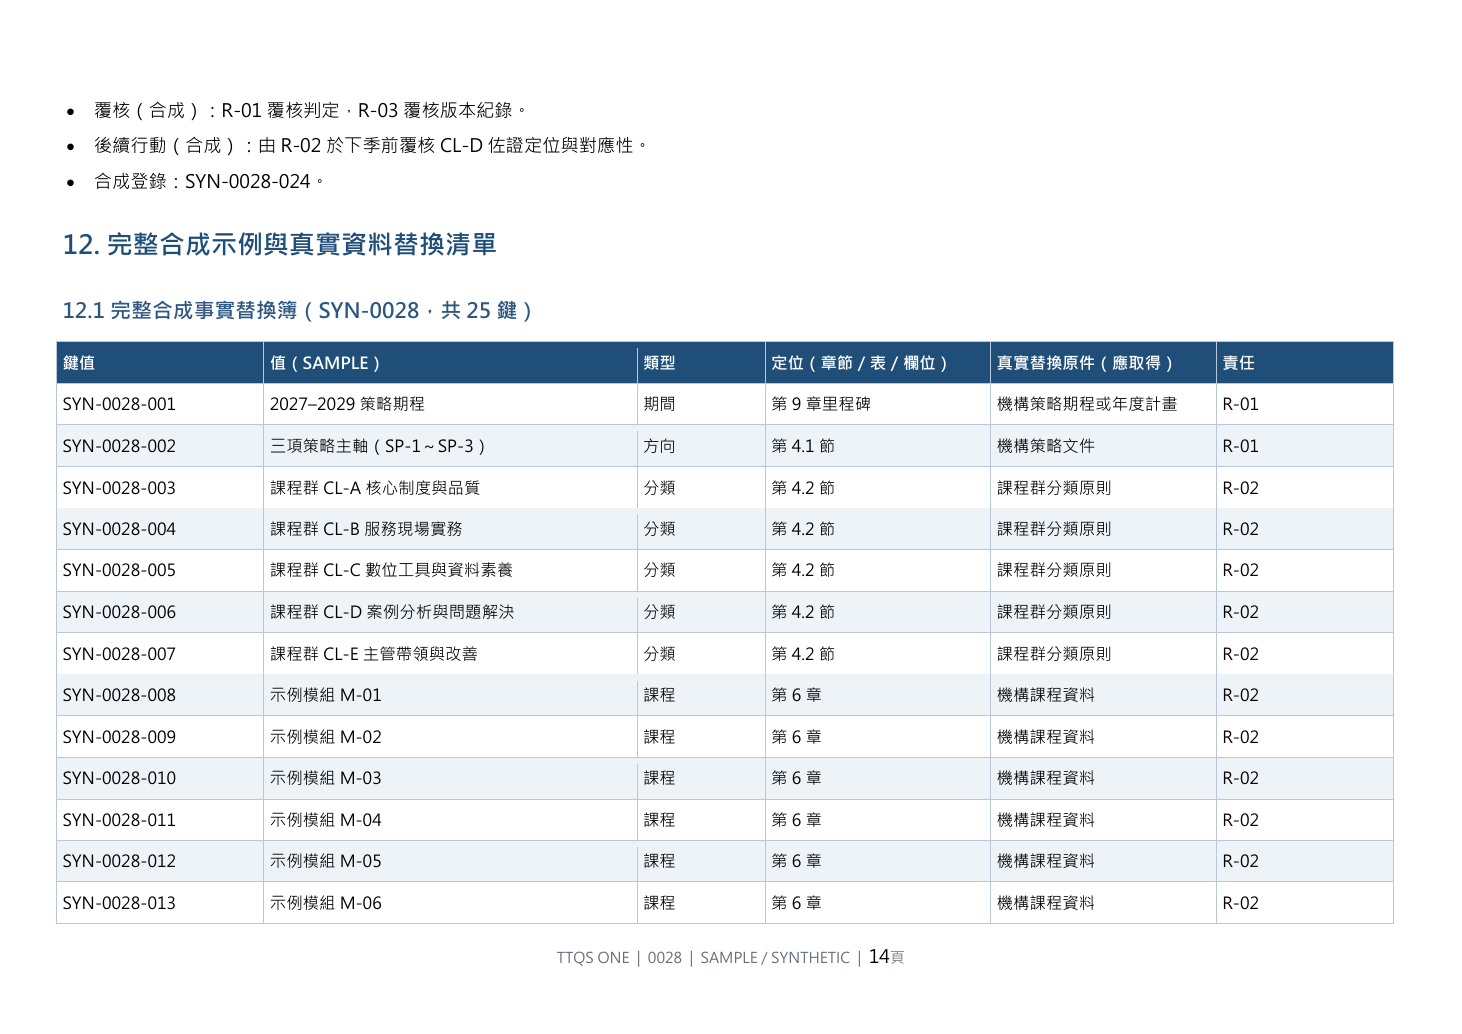 • 覆核（合成）：R-01 覆核判定，R-03 覆核版本紀錄。
• 後續行動（合成）：由 R-02 於下季前覆核 CL-D 佐證定位與對應性。
• 合成登錄：SYN-0028-024。
12. 完整合成示例與真實資料替換清單
12.1 完整合成事實替換簿（SYN-0028，共 25 鍵）
鍵值 值（SAMPLE） 類型 定位（章節／表／欄位） 真實替換原件（應取得） 責任
SYN-0028-001 2027–2029 策略期程 期間 第 9 章里程碑 機構策略期程或年度計畫 R-01
SYN-0028-002 三項策略主軸（SP-1～SP-3） 方向 第 4.1 節 機構策略文件 R-01
SYN-0028-003 課程群 CL-A 核心制度與品質 分類 第 4.2 節 課程群分類原則 R-02
SYN-0028-004 課程群 CL-B 服務現場實務 分類 第 4.2 節 課程群分類原則 R-02
SYN-0028-005 課程群 CL-C 數位工具與資料素養 分類 第 4.2 節 課程群分類原則 R-02
SYN-0028-006 課程群 CL-D 案例分析與問題解決 分類 第 4.2 節 課程群分類原則 R-02
SYN-0028-007 課程群 CL-E 主管帶領與改善 分類 第 4.2 節 課程群分類原則 R-02
SYN-0028-008 示例模組 M-01 課程 第 6 章 機構課程資料 R-02
SYN-0028-009 示例模組 M-02 課程 第 6 章 機構課程資料 R-02
SYN-0028-010 示例模組 M-03 課程 第 6 章 機構課程資料 R-02
SYN-0028-011 示例模組 M-04 課程 第 6 章 機構課程資料 R-02
SYN-0028-012 示例模組 M-05 課程 第 6 章 機構課程資料 R-02
SYN-0028-013 示例模組 M-06 課程 第 6 章 機構課程資料 R-02
TTQS ONE | 0028 | SAMPLE / SYNTHETIC | 14頁